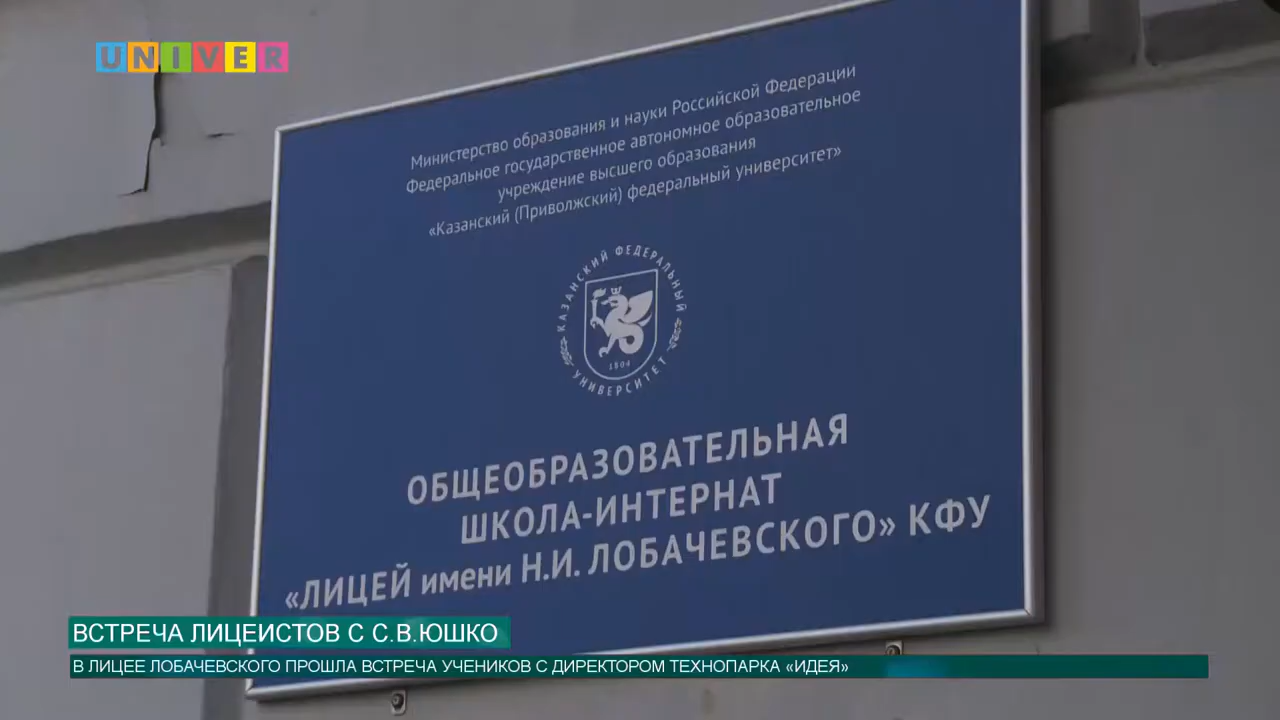 UNIVER
Министерство образования и науки Российской Федерации
Федеральное государственное автономное образовательное
учреждение высшего образования
«Казанский (Приволжский) федеральный университет»
КАЗАНСКИЙ ФЕДЕРАЛЬНЫЙ
1804
УНИВЕРСИТЕТ
ОБЩЕОБРАЗОВАТЕЛЬНАЯ
ШКОЛА-ИНТЕРНАТ
«ЛИЦЕЙ имени Н.И. ЛОБАЧЕВСКОГО» КФУ
ВСТРЕЧА ЛИЦЕИСТОВ С С.В.ЮШКО
В ЛИЦЕЕ ЛОБАЧЕВСКОГО ПРОШЛА ВСТРЕЧА УЧЕНИКОВ С ДИРЕКТОРОМ ТЕХНОПАРКА «ИДЕЯ»